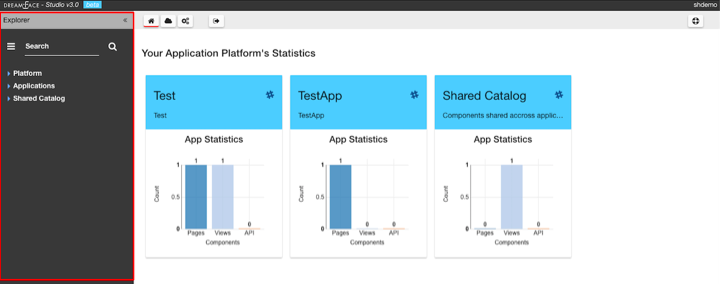 DREAMFACE - Studio v3.0 beta
shdemo
Explorer «
Search
Platform
Applications
Shared Catalog
Your Application Platform's Statistics
Test
Test
App Statistics
1
1 1
0.5
0
0
Count
Pages Views API
Components
TestApp
TestApp
App Statistics
1
1
0.5
0
0 0
Count
Pages Views API
Components
Shared Catalog
Components shared accross applic...
App Statistics
1
1
0.5
0
0 0
Count
Pages Views API
Components